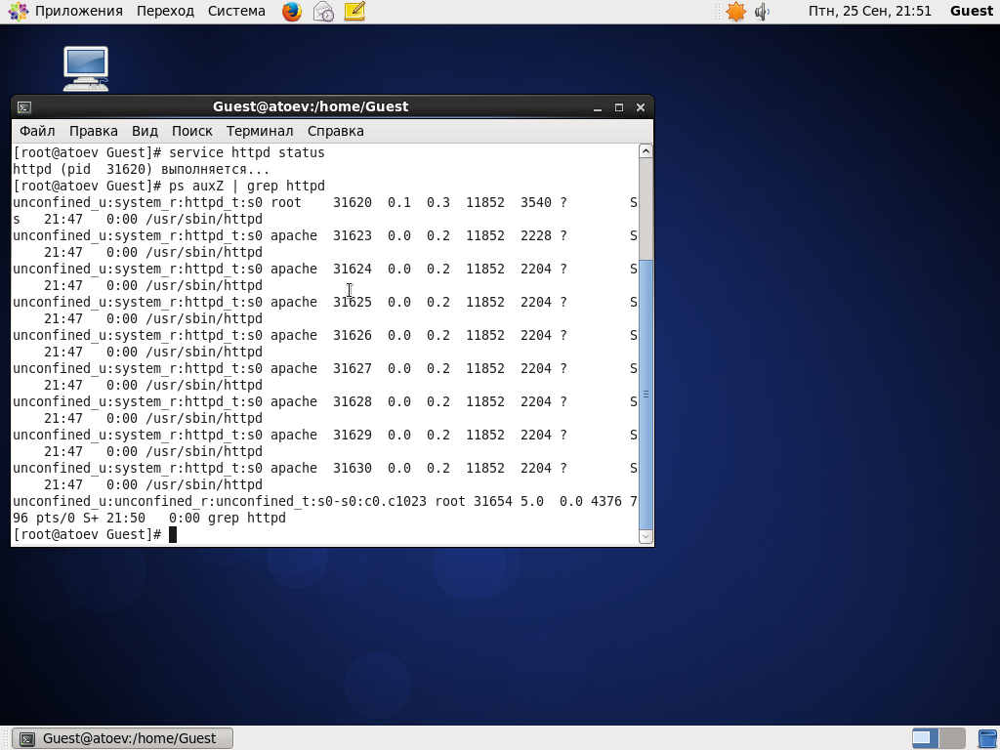 Приложения Переход Система Птн, 25 Сен, 21:51 Guest
Guest@atoev:/home/Guest
Файл Правка Вид Поиск Терминал Справка
[root@atoev Guest]# service httpd status
httpd (pid  31620) выполняется...
[root@atoev Guest]# ps auxZ | grep httpd
unconfined_u:system_r:httpd_t:s0 root    31620  0.1  0.3  11852  3540 ?        S
s   21:47   0:00 /usr/sbin/httpd
unconfined_u:system_r:httpd_t:s0 apache  31623  0.0  0.2  11852  2228 ?        S
    21:47   0:00 /usr/sbin/httpd
unconfined_u:system_r:httpd_t:s0 apache  31624  0.0  0.2  11852  2204 ?        S
    21:47   0:00 /usr/sbin/httpd
unconfined_u:system_r:httpd_t:s0 apache  31625  0.0  0.2  11852  2204 ?        S
    21:47   0:00 /usr/sbin/httpd
unconfined_u:system_r:httpd_t:s0 apache  31626  0.0  0.2  11852  2204 ?        S
    21:47   0:00 /usr/sbin/httpd
unconfined_u:system_r:httpd_t:s0 apache  31627  0.0  0.2  11852  2204 ?        S
    21:47   0:00 /usr/sbin/httpd
unconfined_u:system_r:httpd_t:s0 apache  31628  0.0  0.2  11852  2204 ?        S
    21:47   0:00 /usr/sbin/httpd
unconfined_u:system_r:httpd_t:s0 apache  31629  0.0  0.2  11852  2204 ?        S
    21:47   0:00 /usr/sbin/httpd
unconfined_u:system_r:httpd_t:s0 apache  31630  0.0  0.2  11852  2204 ?        S
    21:47   0:00 /usr/sbin/httpd
unconfined_u:unconfined_r:unconfined_t:s0-s0:c0.c1023 root 31654 5.0  0.0 4376 7
96 pts/0 S+ 21:50   0:00 grep httpd
[root@atoev Guest]#
Guest@atoev:/home/Guest